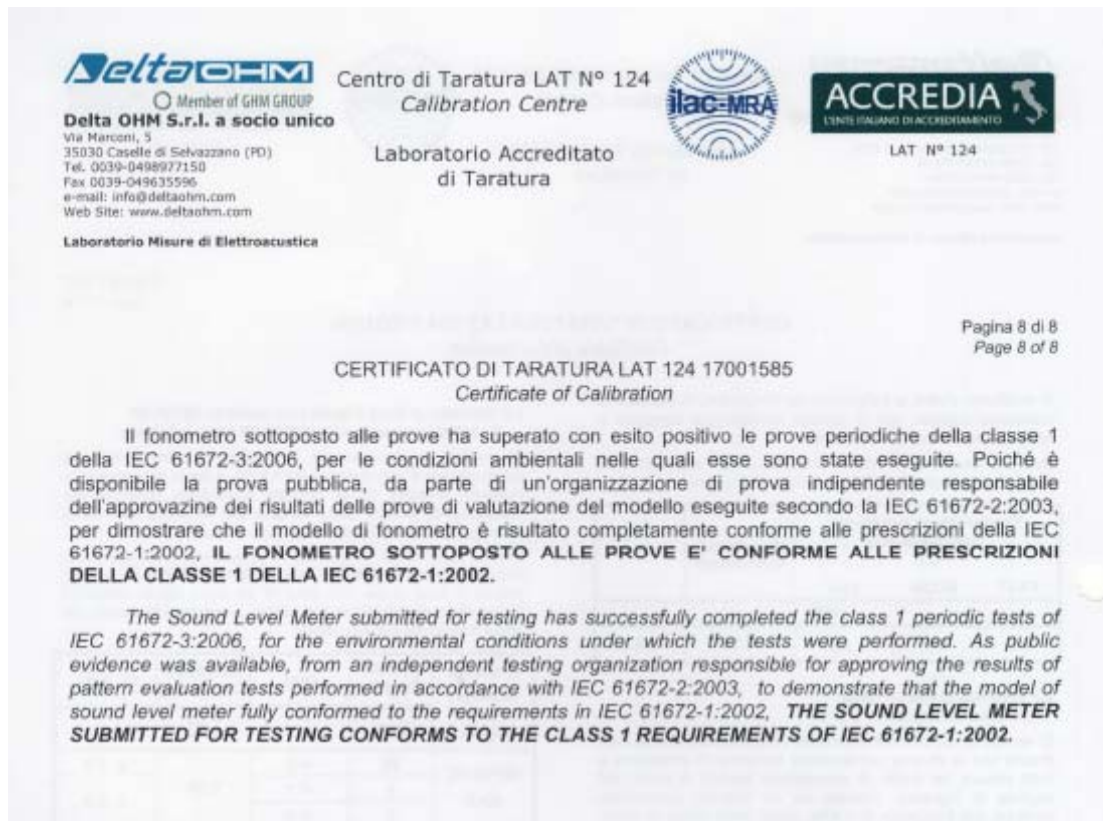 Delta OHM
Member of GHM GROUP
Delta OHM S.r.l. a socio unico
Via Marconi, 5
35030 Caselle di Selvazzano (PD)
Tel. 0039-0498977150
Fax 0039-049635596
e-mail: info@deltaohm.com
Web Site: www.deltaohm.com
Laboratorio Misure di Elettroacustica
Centro di Taratura LAT N° 124
Calibration Centre
Laboratorio Accreditato
di Taratura
ilac-MRA
ACCREDIA
L'ENTE ITALIANO DI ACCREDITAMENTO
LAT N° 124
Pagina 8 di 8
Page 8 of 8
CERTIFICATO DI TARATURA LAT 124 17001585
Certificate of Calibration
Il fonometro sottoposto alle prove ha superato con esito positivo le prove periodiche della classe 1
della IEC 61672-3:2006, per le condizioni ambientali nelle quali esse sono state eseguite. Poiché è
disponibile la prova pubblica, da parte di un'organizzazione di prova indipendente responsabile
dell'approvazine dei risultati delle prove di valutazione del modello eseguite secondo la IEC 61672-2:2003,
per dimostrare che il modello di fonometro è risultato completamente conforme alle prescrizioni della IEC
61672-1:2002, IL FONOMETRO SOTTOPOSTO ALLE PROVE E' CONFORME ALLE PRESCRIZIONI
DELLA CLASSE 1 DELLA IEC 61672-1:2002.
The Sound Level Meter submitted for testing has successfully completed the class 1 periodic tests of
IEC 61672-3:2006, for the environmental conditions under which the tests were performed. As public
evidence was available, from an independent testing organization responsible for approving the results of
pattern evaluation tests performed in accordance with IEC 61672-2:2003, to demonstrate that the model of
sound level meter fully conformed to the requirements in IEC 61672-1:2002, THE SOUND LEVEL METER
SUBMITTED FOR TESTING CONFORMS TO THE CLASS 1 REQUIREMENTS OF IEC 61672-1:2002.